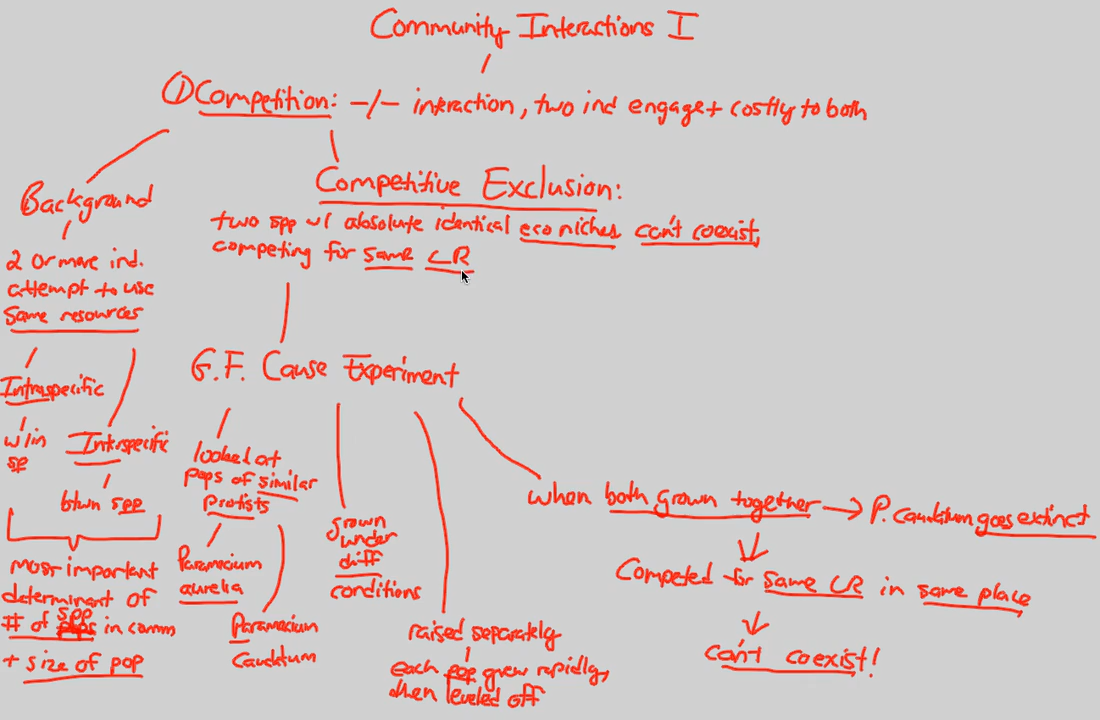 Community Interactions I
① Competition: -/- interaction, two ind engage + costly to both
Background
2 or more ind.
attempt to use
same resources
Intraspecific
w/in
sp
Interspecific
btwn spp
most important
determinant of
# of spp in comm
+ size of pop
Competitive Exclusion:
two spp w/ absolute identical eco niches can't coexist,
competing for same LR
G.F. Cause Experiment
looked at
pops of similar
protists
Paramecium
aurelia
Paramecium
Caudatum
grown
under
diff
conditions
raised separately
each pop grew rapidly,
then leveled off
when both grown together → P. caudatum goes extinct
Competed for same LR in same place
can't coexist!